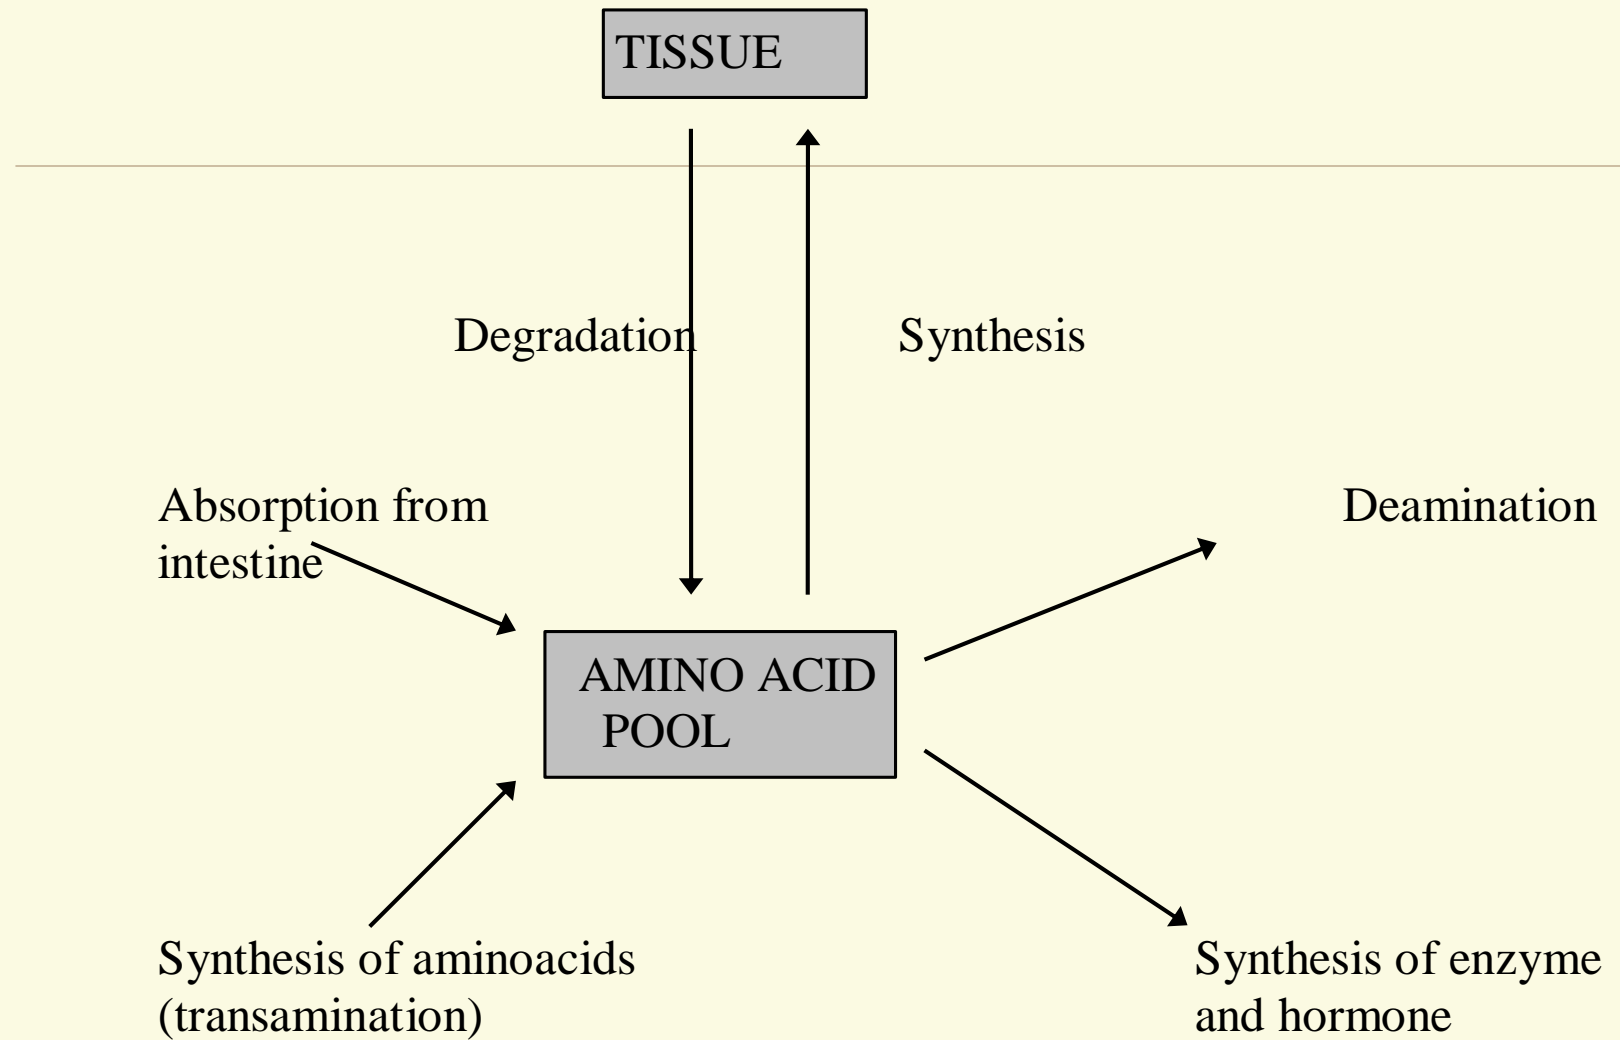 TISSUE
Degradation
Synthesis
Absorption from
intestine
Deamination
AMINO ACID
POOL
Synthesis of aminoacids
(transamination)
Synthesis of enzyme
and hormone